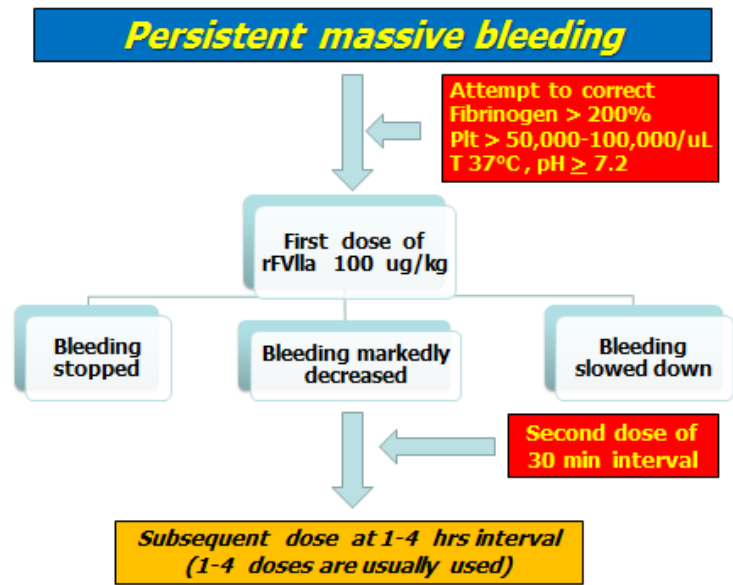 Persistent massive bleeding
Attempt to correct
Fibrinogen > 200%
Plt > 50,000-100,000/uL
T 37°C , pH ≥ 7.2
First dose of
rFVlla 100 ug/kg
Bleeding
stopped
Bleeding markedly
decreased
Bleeding
slowed down
Second dose of
30 min interval
Subsequent dose at 1-4 hrs interval
(1-4 doses are usually used)